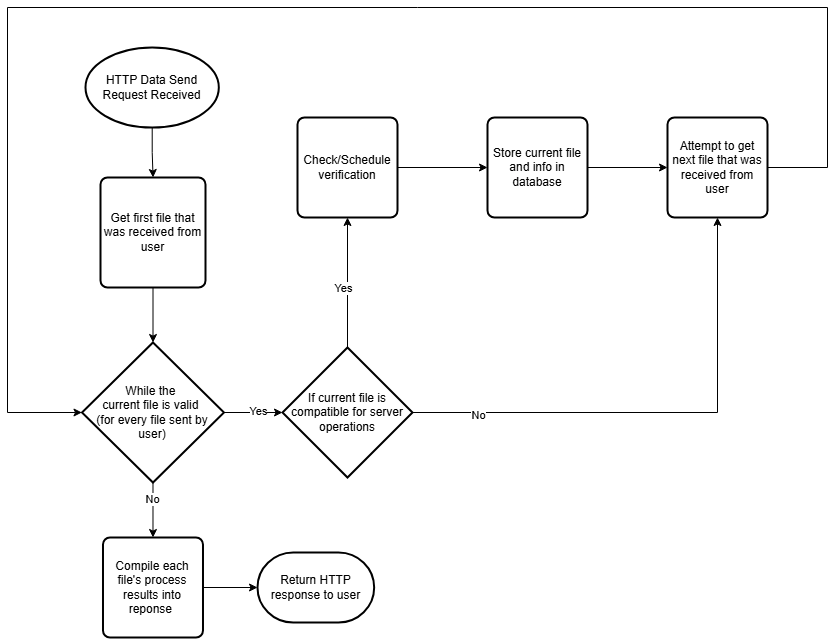 HTTP Data Send
Request Received
Get first file that
was received from
user
While the
current file is valid
(for every file sent by
user)
Yes
If current file is
compatible for server
operations
Yes
Check/Schedule
verification
Store current file
and info in
database
Attempt to get
next file that was
received from
user
No
No
Compile each
file's process
results into
reponse
Return HTTP
response to user